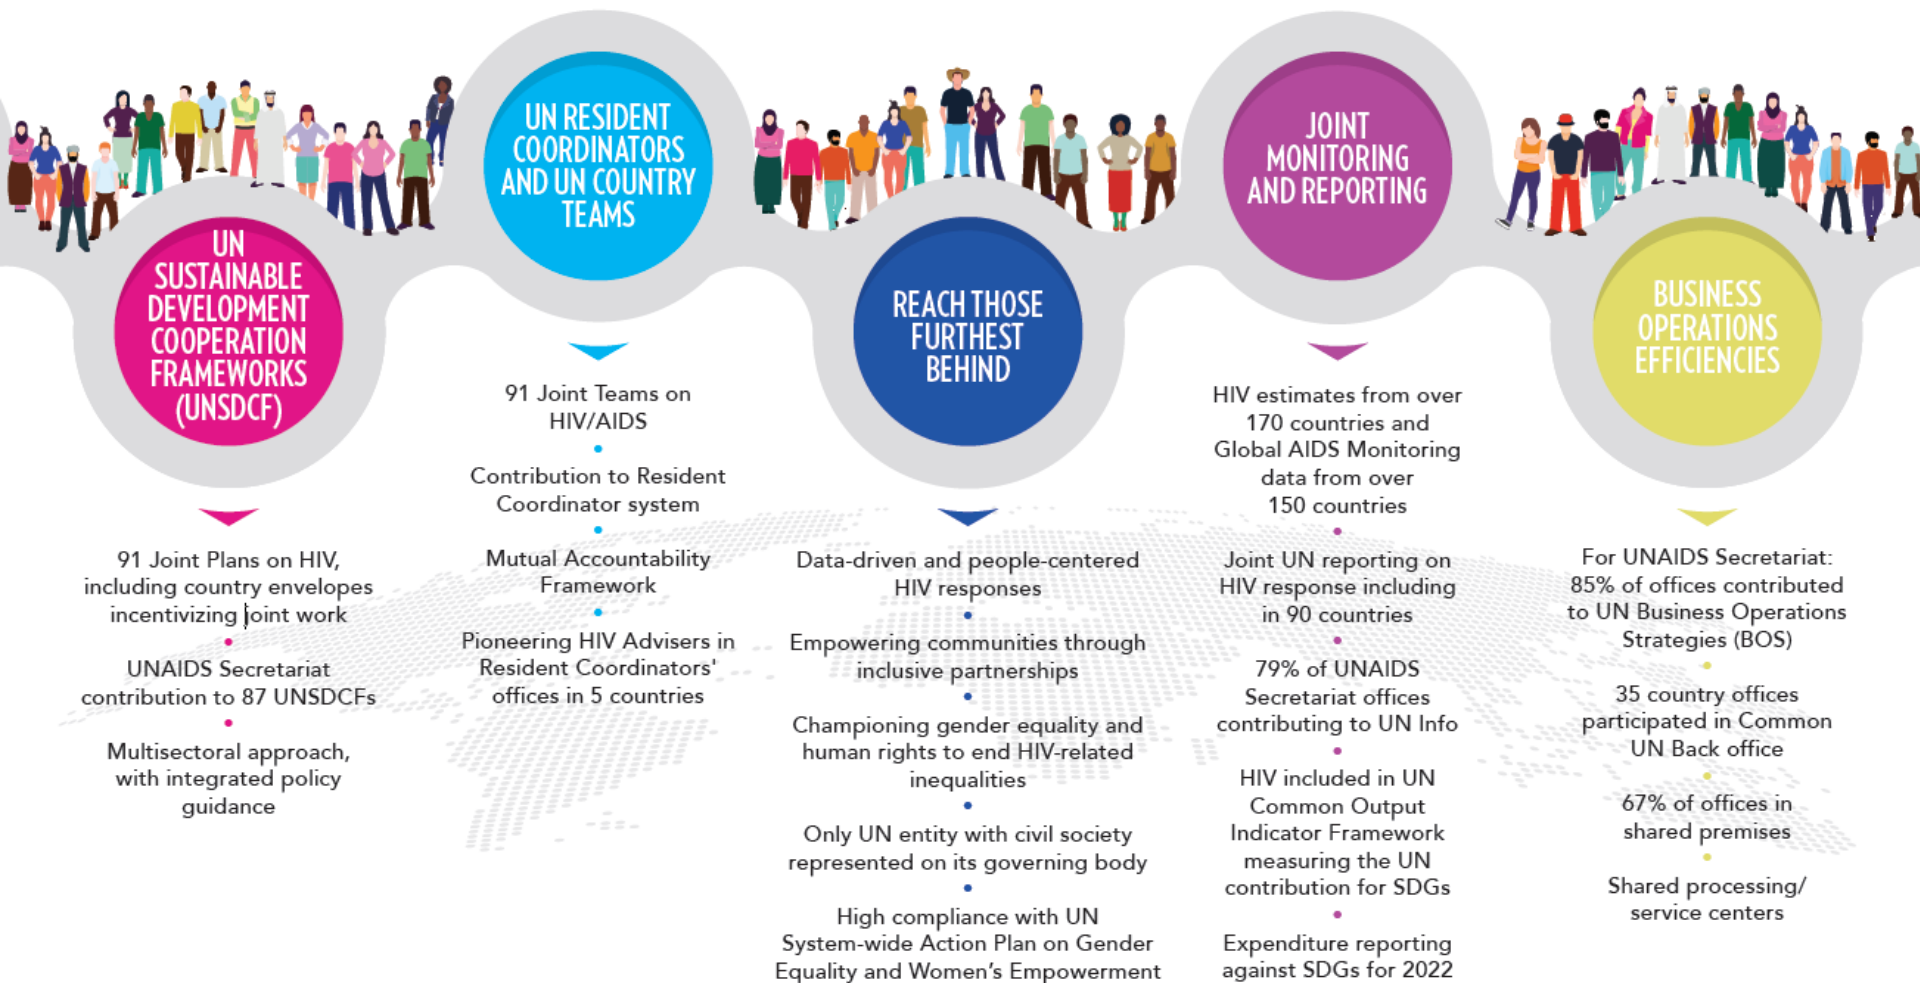 UN
SUSTAINABLE
DEVELOPMENT
COOPERATION
FRAMEWORKS
(UNSDCF)
91 Joint Plans on HIV,
including country envelopes
incentivizing joint work
UNAIDS Secretariat
contribution to 87 UNSDCFs
Multisectoral approach,
with integrated policy
guidance
UN RESIDENT
COORDINATORS
AND UN COUNTRY
TEAMS
91 Joint Teams on
HIV/AIDS
Contribution to Resident
Coordinator system
Mutual Accountability
Framework
Pioneering HIV Advisers in
Resident Coordinators'
offices in 5 countries
REACH THOSE
FURTHEST
BEHIND
Data-driven and people-centered
HIV responses
Empowering communities through
inclusive partnerships
Championing gender equality and
human rights to end HIV-related
inequalities
Only UN entity with civil society
represented on its governing body
High compliance with UN
System-wide Action Plan on Gender
Equality and Women’s Empowerment
JOINT
MONITORING
AND REPORTING
HIV estimates from over
170 countries and
Global AIDS Monitoring
data from over
150 countries
Joint UN reporting on
HIV response including
in 90 countries
79% of UNAIDS
Secretariat offices
contributing to UN Info
HIV included in UN
Common Output
Indicator Framework
measuring the UN
contribution for SDGs
Expenditure reporting
against SDGs for 2022
BUSINESS
OPERATIONS
EFFICIENCIES
For UNAIDS Secretariat:
85% of offices contributed
to UN Business Operations
Strategies (BOS)
35 country offices
participated in Common
UN Back office
67% of offices in
shared premises
Shared processing/
service centers